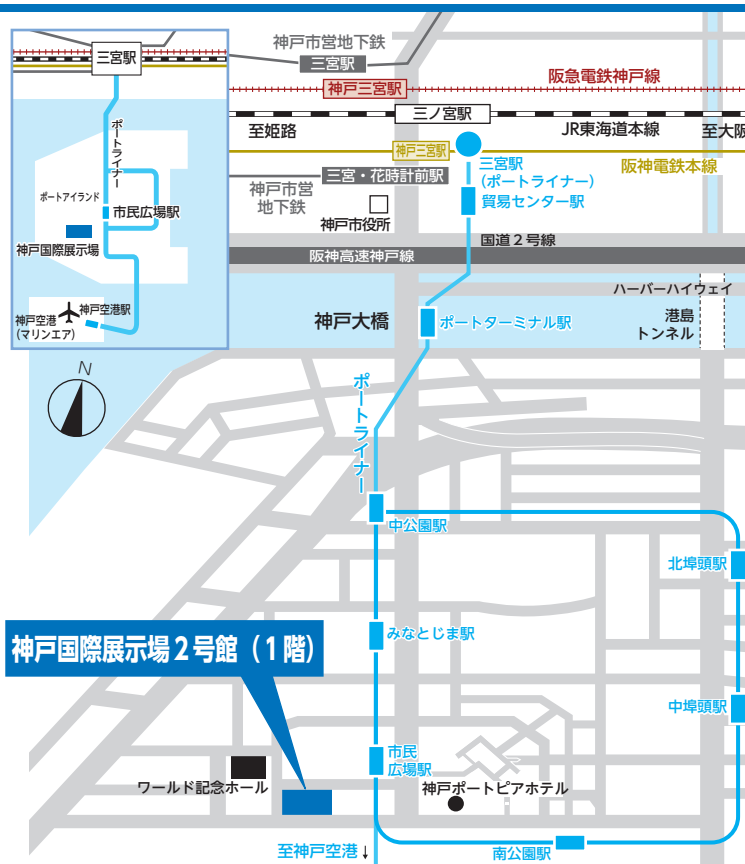 三宮駅
ポートライナー
ポートアイランド
市民広場駅
神戸国際展示場
神戸空港駅
神戸空港
(マリンエア)
N
神戸市営地下鉄
三宮駅
阪急電鉄神戸線
神戸三宮駅
三ノ宮駅
至姫路
JR東海道本線
至大阪
神戸三宮駅
三宮駅
(ポートライナー)
阪神電鉄本線
三宮・花時計前駅
神戸市営
地下鉄
貿易センター駅
神戸市役所
国道2号線
阪神高速神戸線
ハーバーハイウェイ
神戸大橋
ポートターミナル駅
港島
トンネル
ポートライナー
中公園駅
北埠頭駅
みなとじま駅
神戸国際展示場2号館(1階)
中埠頭駅
市民
広場駅
ワールド記念ホール
神戸ポートピアホテル
至神戸空港↓
南公園駅